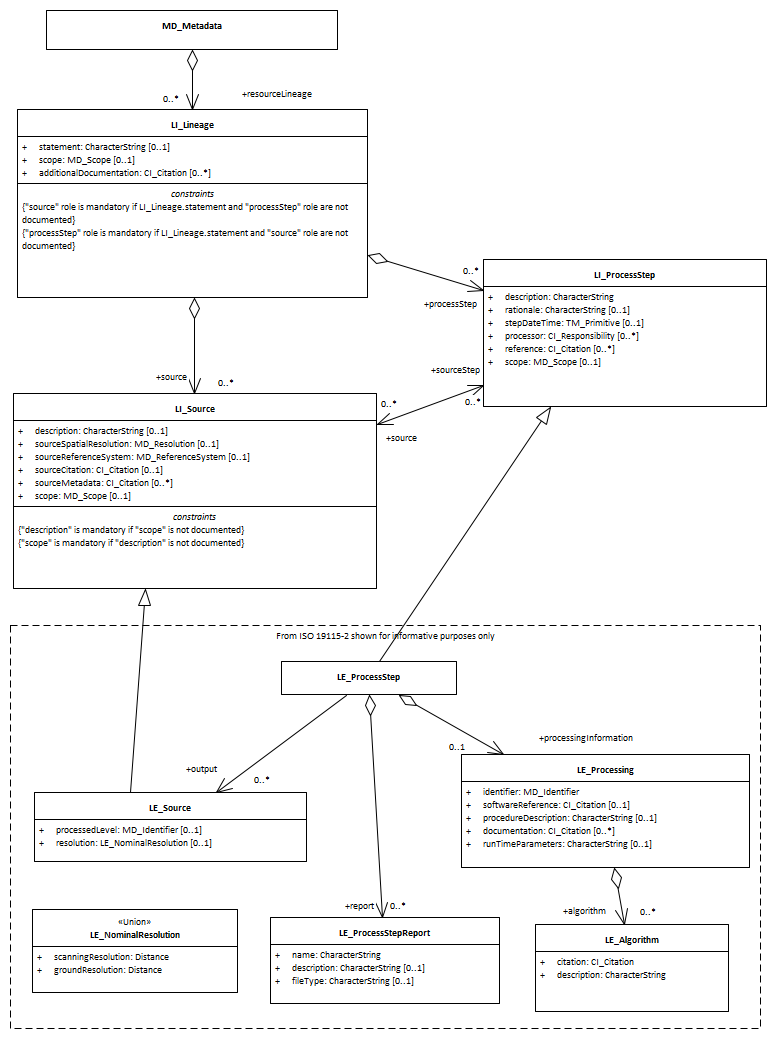 MD_Metadata
0..*
+resourceLineage
LI_Lineage
+ statement: CharacterString [0..1]
+ scope: MD_Scope [0..1]
+ additionalDocumentation: CI_Citation [0..*]
constraints
{"source" role is mandatory if LI_Lineage.statement and "processStep" role are not
documented}
{"processStep" role is mandatory if LI_Lineage.statement and "source" role are not
documented}
0..*
+processStep
LI_ProcessStep
+ description: CharacterString
+ rationale: CharacterString [0..1]
+ stepDateTime: TM_Primitive [0..1]
+ processor: CI_Responsibility [0..*]
+ reference: CI_Citation [0..*]
+ scope: MD_Scope [0..1]
+source
0..*
+sourceStep
0..*
0..*
+source
LI_Source
+ description: CharacterString [0..1]
+ sourceSpatialResolution: MD_Resolution [0..1]
+ sourceReferenceSystem: MD_ReferenceSystem [0..1]
+ sourceCitation: CI_Citation [0..1]
+ sourceMetadata: CI_Citation [0..*]
+ scope: MD_Scope [0..1]
constraints
{"description" is mandatory if "scope" is not documented}
{"scope" is mandatory if "description" is not documented}
From ISO 19115-2 shown for informative purposes only
LE_ProcessStep
+processingInformation
0..1
+output
0..*
LE_Processing
+ identifier: MD_Identifier
+ softwareReference: CI_Citation [0..1]
+ procedureDescription: CharacterString [0..1]
+ documentation: CI_Citation [0..*]
+ runTimeParameters: CharacterString [0..1]
LE_Source
+ processedLevel: MD_Identifier [0..1]
+ resolution: LE_NominalResolution [0..1]
+report
0..*
+algorithm
0..*
«Union»
LE_NominalResolution
+ scanningResolution: Distance
+ groundResolution: Distance
LE_ProcessStepReport
+ name: CharacterString
+ description: CharacterString [0..1]
+ fileType: CharacterString [0..1]
LE_Algorithm
+ citation: CI_Citation
+ description: CharacterString